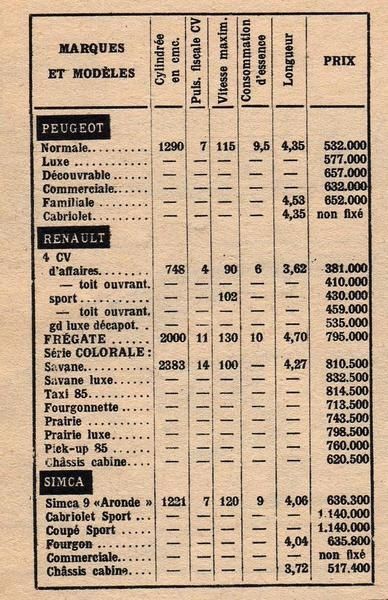 MARQUES ET MODÈLES Cylindrée en cmc. Puis. fiscale CV Vitesse maxim. Consommation d'essence Longueur PRIX
PEUGEOT
Normale........ 1290 7 115 9,5 4,35 532.000
Luxe ........... — — — — — 577.000
Découvrable .... — — — — — 657.000
Commerciale.... — — — — — 632.000
Familiale ....... — — — — 4,53 652.000
Cabriolet........ — — — — 4,35 non fixé
RENAULT
4 CV
d'affaires........ 748 4 90 6 3,62 381.000
— toit ouvrant. — — — — — 410.000
sport ........... — — 102 — — 430.000
— toit ouvrant. — — — — — 459.000
gd luxe décapot. . — — — — — 535.000
FRÉGATE ...... 2000 11 130 10 4,70 795.000
Série COLORALE :
Savane.......... 2383 14 100 — 4,27 810.500
Savane luxe..... — — — — — 832.500
Taxi 85......... — — — — — 814.500
Fourgonnette .... — — — — — 713.500
Prairie ......... — — — — — 743.500
Prairie luxe..... — — — — — 798.500
Pick-up 85 ..... — — — — — 760.000
Châssis cabine... — — — — — 620.500
SIMCA
Simca 9 «Aronde » 1221 7 120 9 4,06 636.300
Cabriolet Sport ... — — — — — 1.140.000
Coupé Sport ..... — — — — — 1.140.000
Fourgon ........ — — — — 4,04 635.800
Commerciale..... — — — — — non fixé
Châssis cabine... — — — — 3,72 517.400